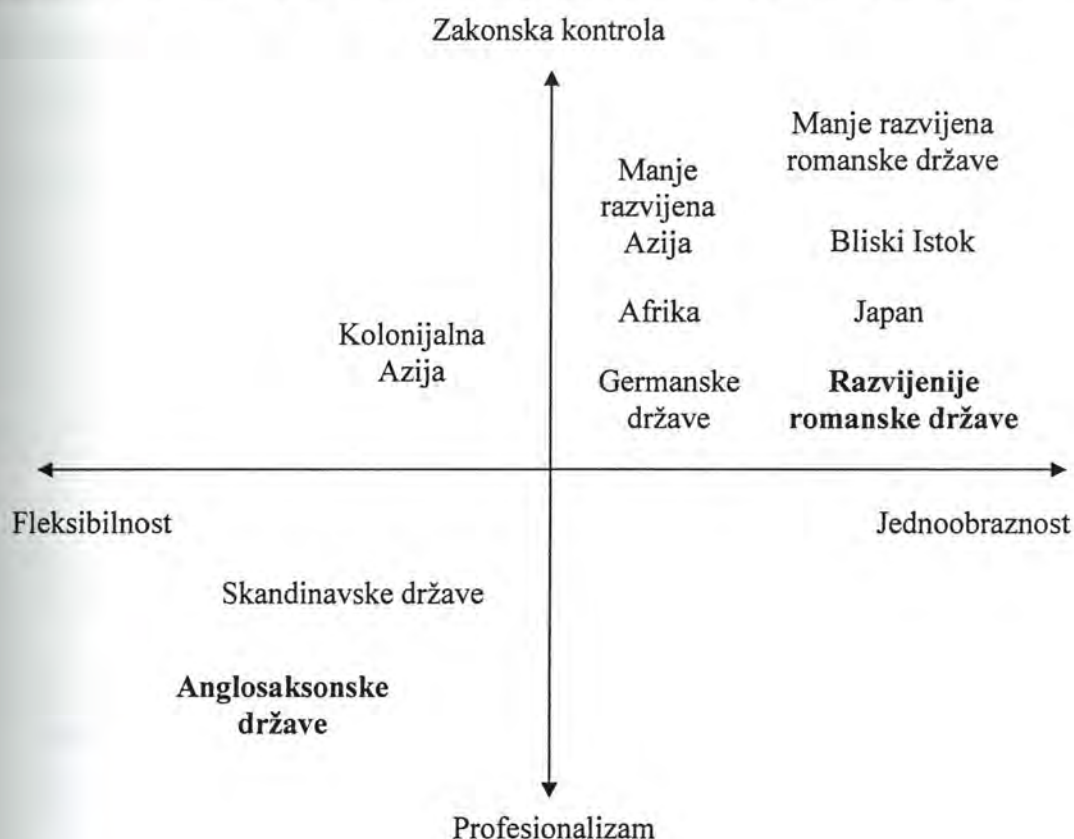 Zakonska kontrola
Manje razvijena
romanske države
Manje
razvijena
Azija
Bliski Istok
Afrika
Japan
Kolonijalna
Azija
Germanske
države
Razvijenije
romanske države
Fleksibilnost
Jednoobraznost
Skandinavske države
Anglosaksonske
države
Profesionalizam